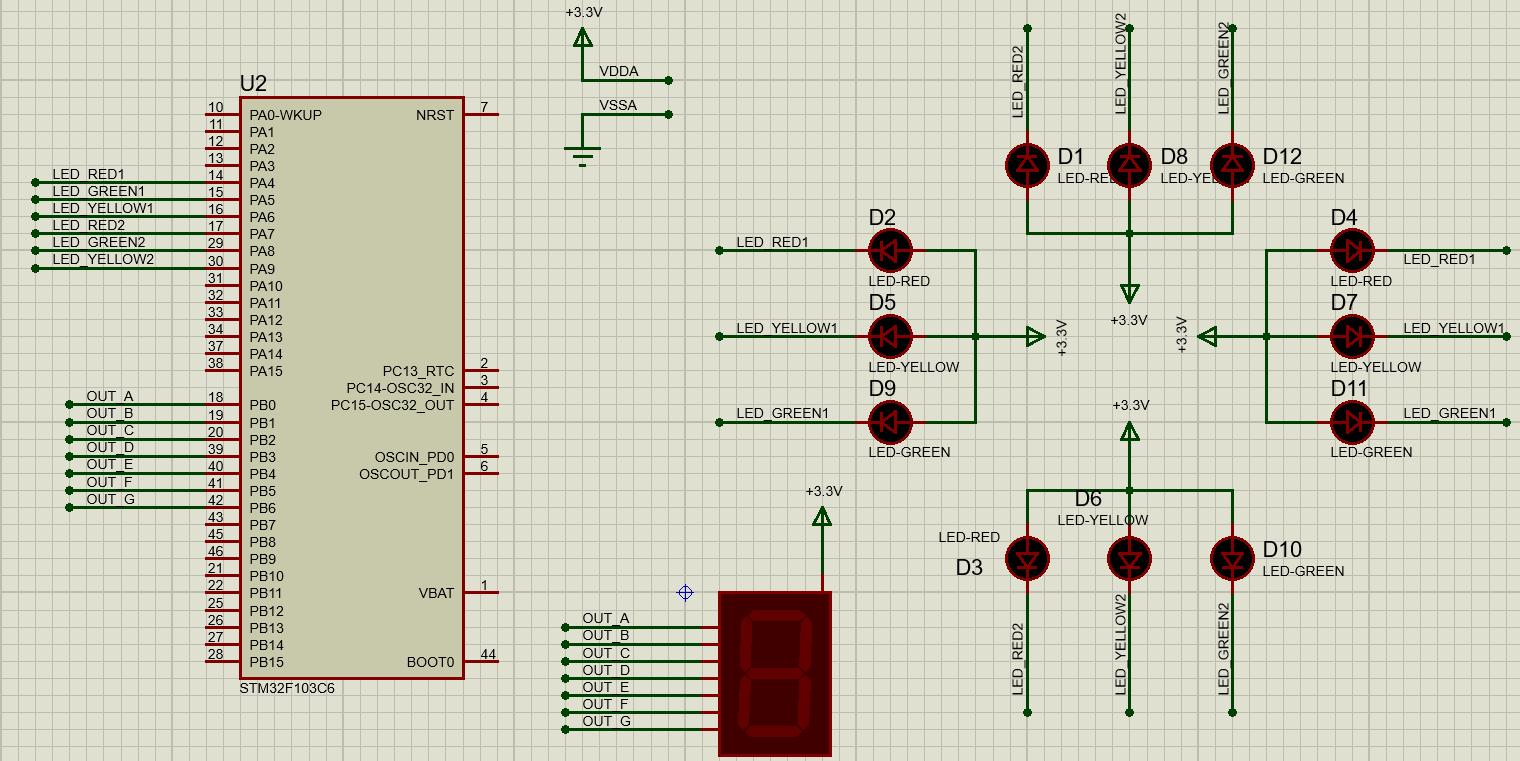 U2
10 PA0-WKUP
11 PA1
12 PA2
13 PA3
LED_RED1 14 PA4
LED_GREEN1 15 PA5
LED_YELLOW1 16 PA6
LED_RED2 17 PA7
LED_GREEN2 29 PA8
LED_YELLOW2 30 PA9
31 PA10
32 PA11
33 PA12
34 PA13
37 PA14
38 PA15
OUT_A 18 PB0
OUT_B 19 PB1
OUT_C 20 PB2
OUT_D 39 PB3
OUT_E 40 PB4
OUT_F 41 PB5
OUT_G 42 PB6
43 PB7
45 PB8
46 PB9
21 PB10
22 PB11
25 PB12
26 PB13
27 PB14
28 PB15
NRST 7
PC13_RTC 2
PC14-OSC32_IN 3
PC15-OSC32_OUT 4
OSCIN_PD0 5
OSCOUT_PD1 6
VBAT 1
BOOT0 44
STM32F103C6
+3.3V
VDDA
VSSA
LED_RED2
LED_YELLOW2
LED_GREEN2
D1
LED-RED
D8
LED-YELLOW
D12
LED-GREEN
+3.3V
LED_RED1
D2
LED-RED
LED_YELLOW1
D5
LED-YELLOW
LED_GREEN1
D9
LED-GREEN
+3.3V
+3.3V
D4
LED-RED
LED_RED1
D7
LED-YELLOW
LED_YELLOW1
D11
LED-GREEN
LED_GREEN1
+3.3V
D6
LED-YELLOW
LED-RED
D3
D10
LED-GREEN
LED_RED2
LED_YELLOW2
LED_GREEN2
+3.3V
OUT_A
OUT_B
OUT_C
OUT_D
OUT_E
OUT_F
OUT_G